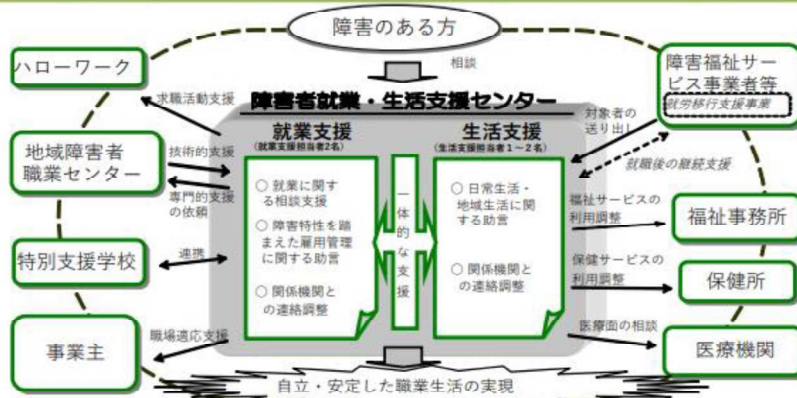 障害のある方
相談
ハローワーク
求職活動支援
地域障害者
職業センター
技術的支援
専門的支援
の依頼
特別支援学校
連携
事業主
職場適応支援
障害者就業・生活支援センター
就業支援
(就業支援担当者2名)
○ 就業に関す
る相談支援
○ 障害特性を踏
まえた雇用管理
に関する助言
○ 関係機関と
の連絡調整
一体的な支援
生活支援
(生活支援担当者1~2名)
○ 日常生活・
地域生活に関
する助言
○ 関係機関と
の連絡調整
障害福祉サー
ビス事業者等
就労移行支援事業
対象者の
送り出し
就職後の継続支援
福祉サービスの
利用調整
福祉事務所
保健サービスの
利用調整
保健所
医療面の相談
医療機関
自立・安定した職業生活の実現